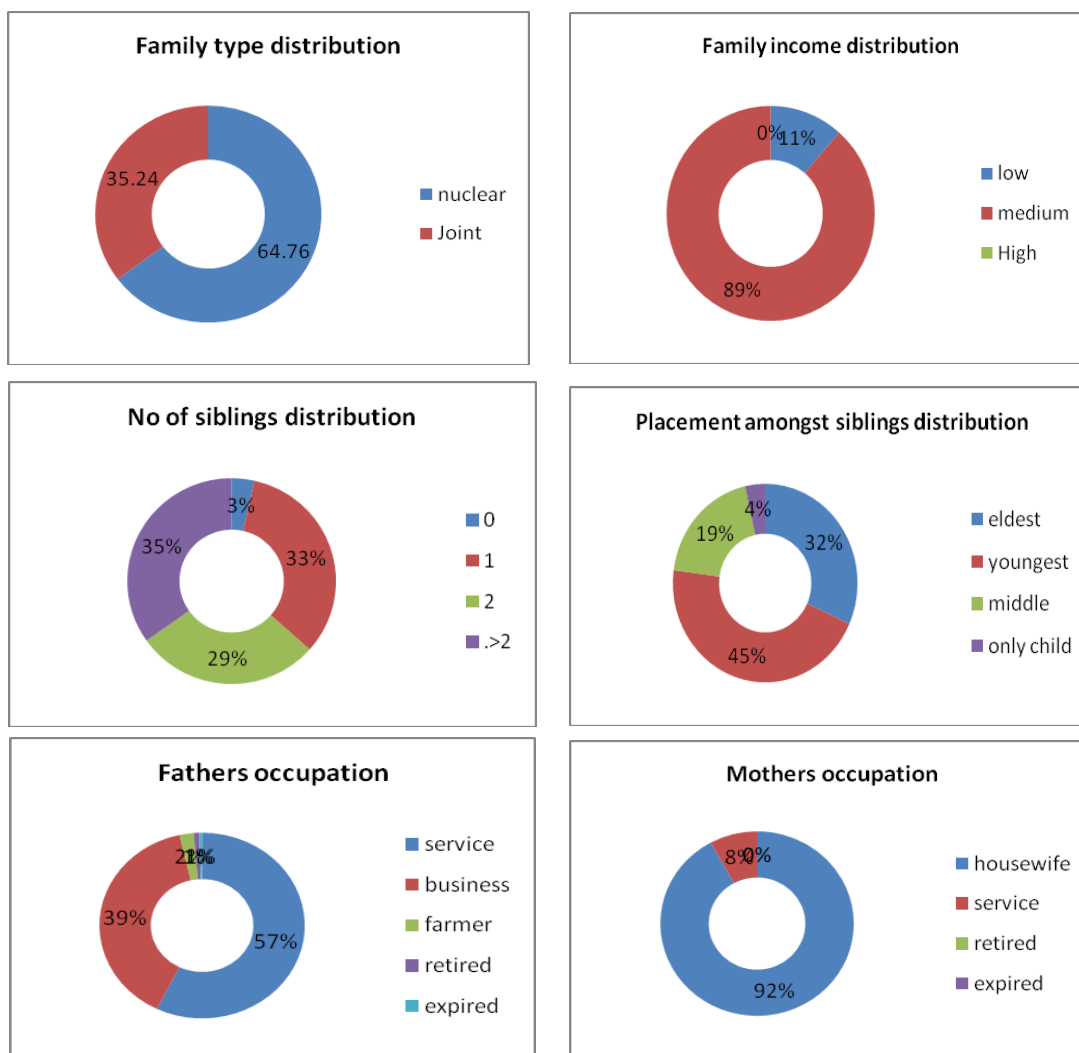 Family type distribution
35.24
64.76
nuclear
Joint
Family income distribution
0%
11%
89%
low
medium
High
No of siblings distribution
3%
33%
35%
29%
0
1
2
.>2
Placement amongst siblings distribution
4%
32%
19%
45%
eldest
youngest
middle
only child
Fathers occupation
39%
57%
service
business
farmer
retired
expired
Mothers occupation
8%
0%
92%
housewife
service
retired
expired